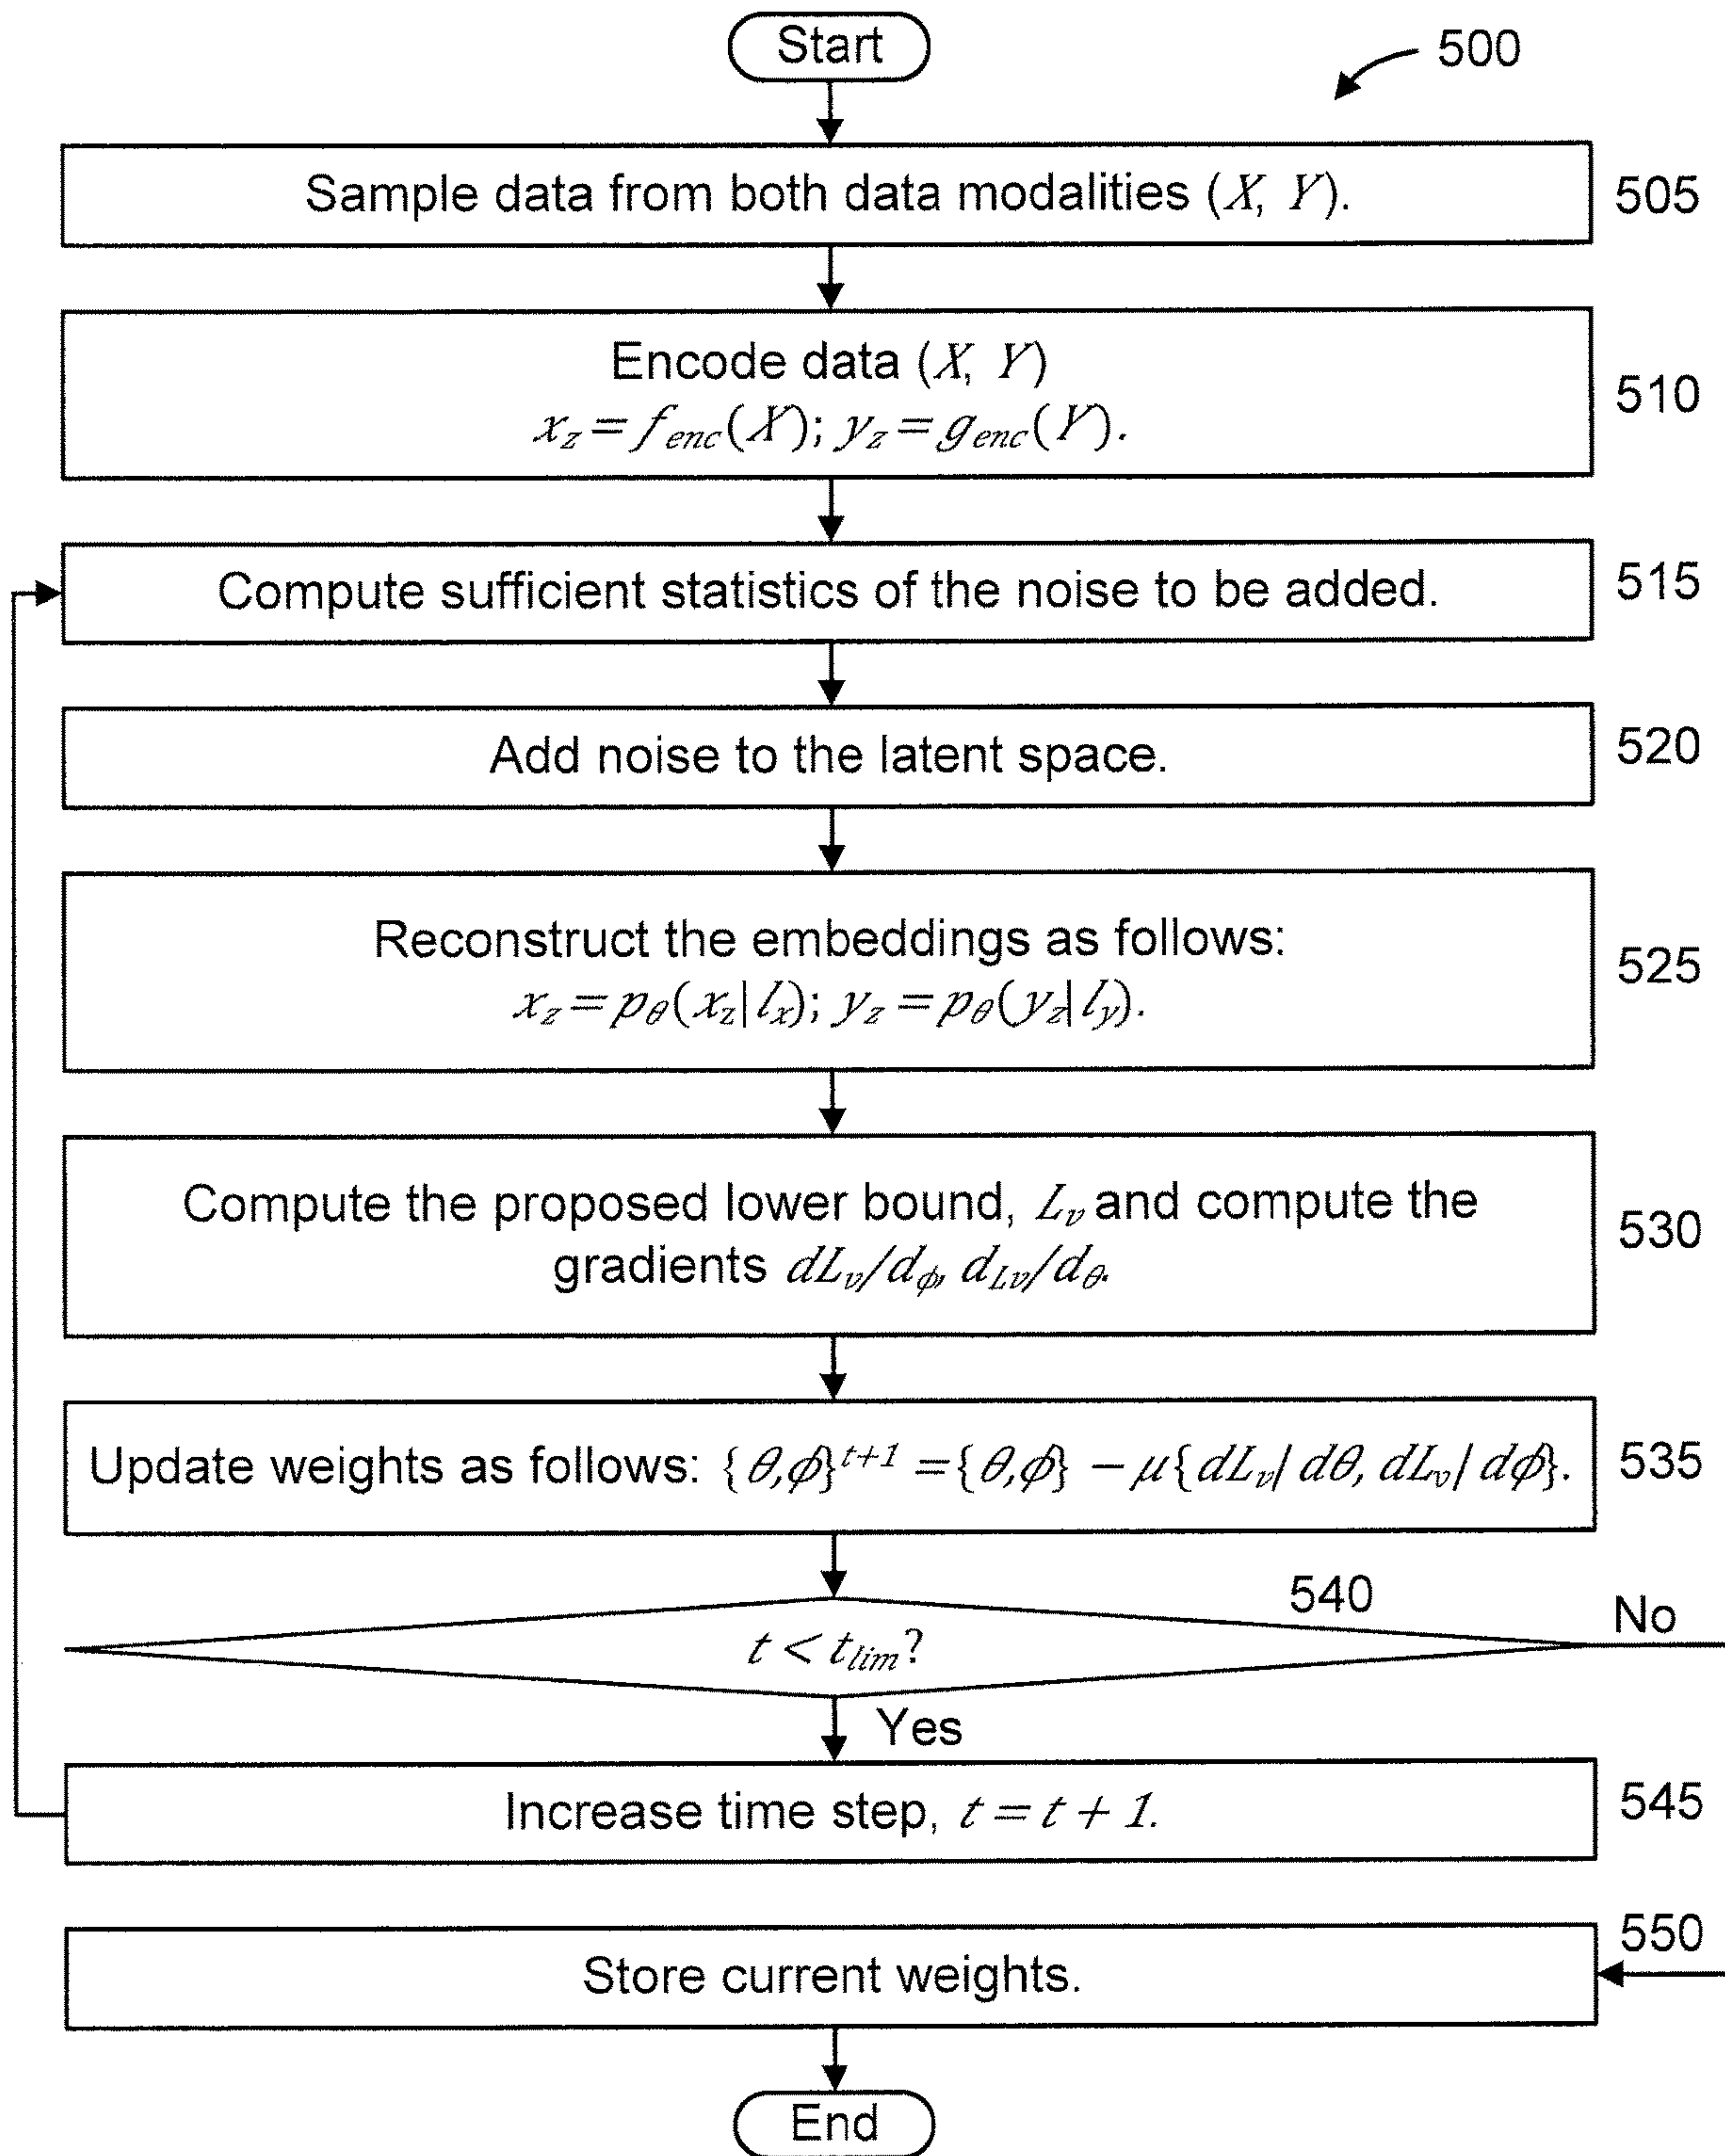 Start
500
Sample data from both data modalities (X, Y).
505
Encode data (X, Y)
x_z = f_enc(X); y_z = g_enc(Y).
510
Compute sufficient statistics of the noise to be added.
515
Add noise to the latent space.
520
Reconstruct the embeddings as follows:
x_z = p_θ(x_z|l_x); y_z = p_θ(y_z|l_y).
525
Compute the proposed lower bound, L_v and compute the
gradients dL_v/d_ϕ, d_Lv/d_θ.
530
Update weights as follows: {θ,ϕ}^t+1 = {θ,ϕ} − μ{dL_v| dθ, dL_v| dϕ}.
535
540
t < t_lim?
No
Yes
Increase time step, t = t + 1.
545
550
Store current weights.
End